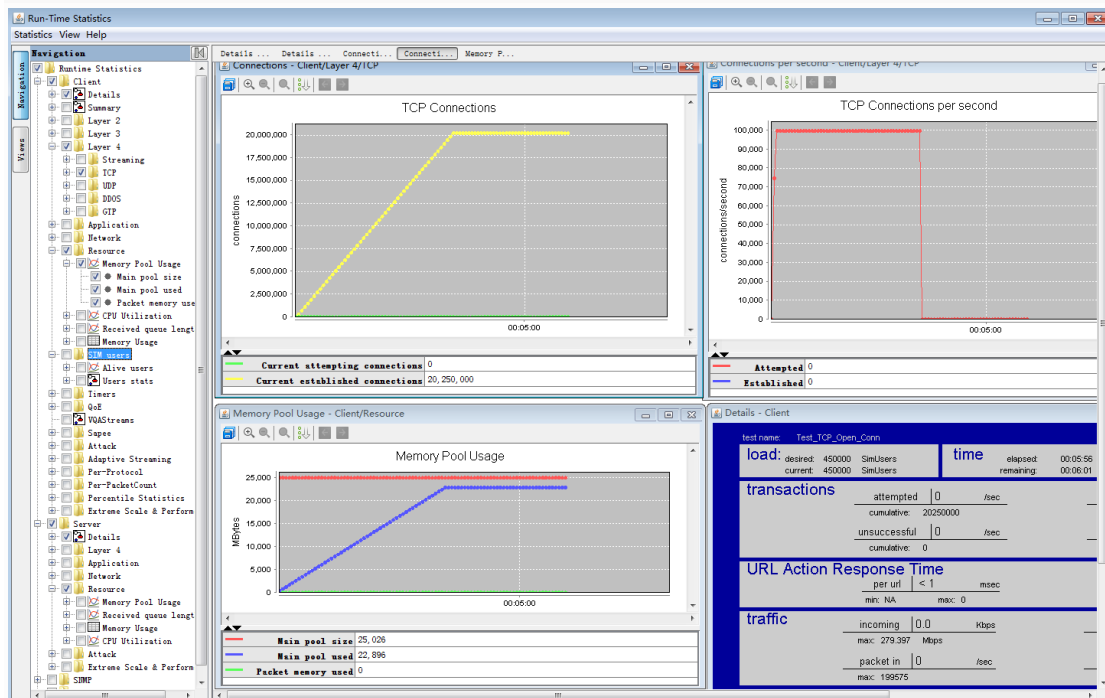 Run-Time Statistics
Statistics View Help
Navigation
Views
Navigation
Runtime Statistics
Client
Details
Summary
Layer 2
Layer 3
Layer 4
Streaming
TCP
UDP
DDOS
GTP
Application
Network
Resource
Memory Pool Usage
Main pool size
Main pool used
Packet memory use
CPU Utilization
Received queue lengt
Memory Usage
SIM users
Alive users
Users stats
Timers
QoE
VQAStreams
Sapee
Attack
Adaptive Streaming
Per-Protocol
Per-PacketCount
Percentile Statistics
Extreme Scale & Perform
Server
Details
Layer 4
Application
Network
Resource
Memory Pool Usage
Received queue lengt
Memory Usage
CPU Utilization
Attack
Extreme Scale & Perform
SNMP
Details ... Details ... Connecti... Connecti... Memory P...
Connections - Client/Layer 4/TCP
TCP Connections
connections
20,000,000
17,500,000
15,000,000
12,500,000
10,000,000
7,500,000
5,000,000
2,500,000
0
00:05:00
Current attempting connections 0
Current established connections 20,250,000
Connections per second - Client/Layer 4/TCP
TCP Connections per second
connections/second
100,000
90,000
80,000
70,000
60,000
50,000
40,000
30,000
20,000
10,000
0
00:05:00
Attempted 0
Established 0
Memory Pool Usage - Client/Resource
Memory Pool Usage
MBytes
25,000
20,000
15,000
10,000
5,000
0
00:05:00
Main pool size 25,026
Main pool used 22,896
Packet memory used 0
Details - Client
test name: Test_TCP_Open_Conn
load: desired: 450000 SimUsers
current: 450000 SimUsers
time elapsed: 00:05:56
remaining: 00:06:01
transactions
attempted 0 /sec
cumulative: 20250000
unsuccessful 0 /sec
cumulative: 0
URL Action Response Time
per url < 1 msec
min: NA max: 0
traffic
incoming 0.0 Kbps
max: 279.397 Mbps
packet in 0 /sec
max: 199575